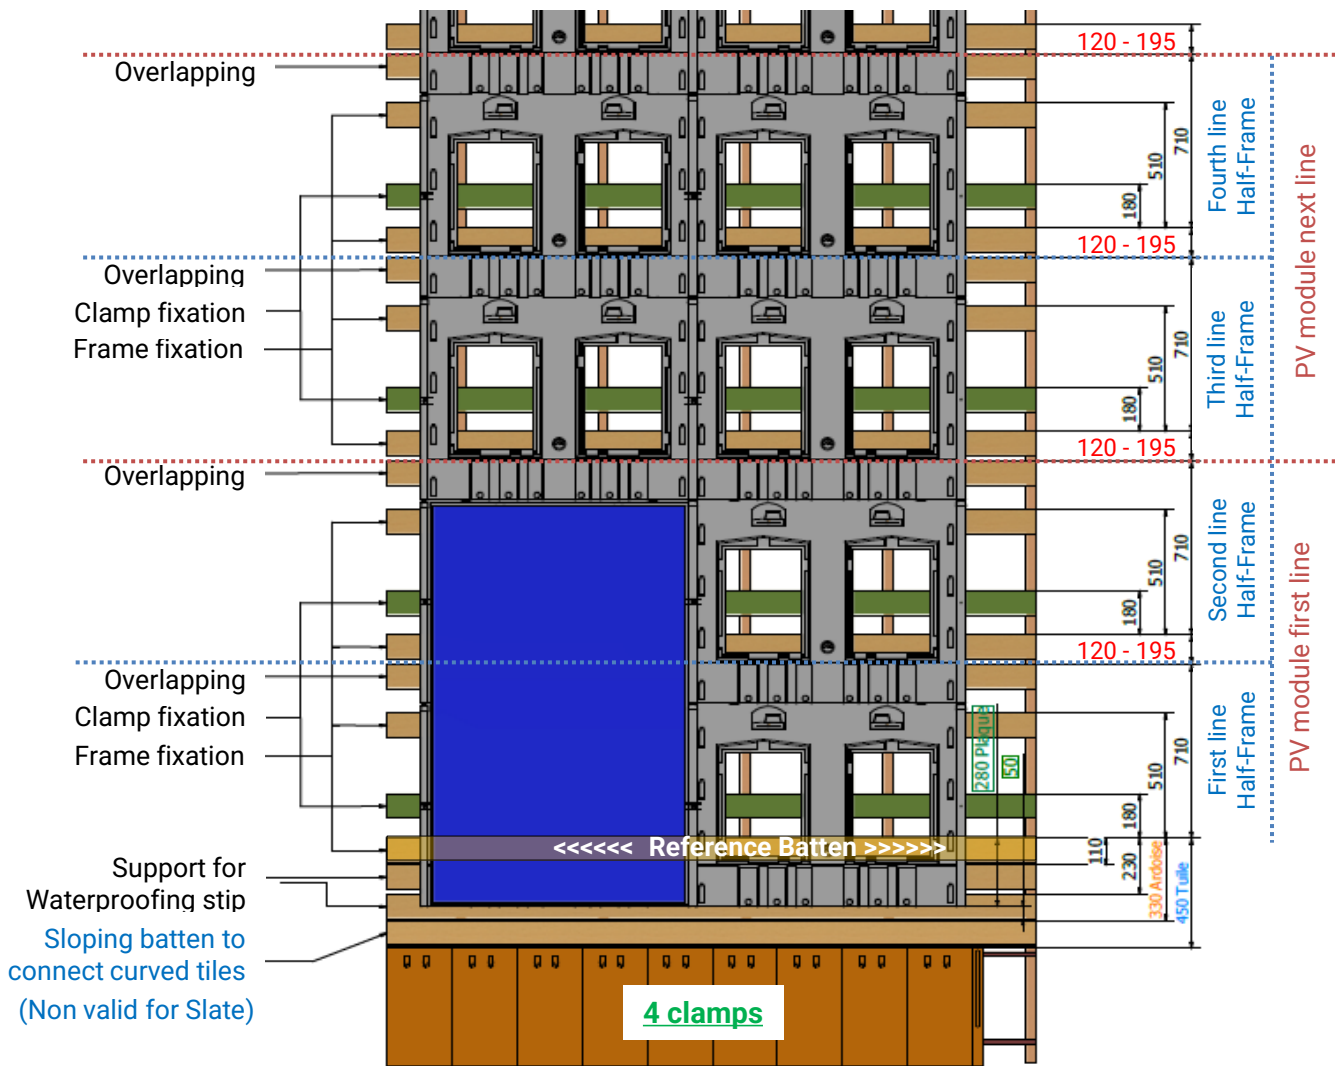 120 - 195
Overlapping
710
510
180
Fourth line
Half-Frame
PV module next line
120 - 195
Overlapping
Clamp fixation
Frame fixation
710
510
180
Third line
Half-Frame
120 - 195
Overlapping
710
510
180
Second line
Half-Frame
PV module first line
120 - 195
Overlapping
Clamp fixation
Frame fixation
280 Plaque
50
710
510
180
First line
Half-Frame
<<<<<< Reference Batten >>>>>>
110
230
330 Ardoise
450 Tuile
Support for
Waterproofing stip
Sloping batten to
connect curved tiles
(Non valid for Slate)
4 clamps